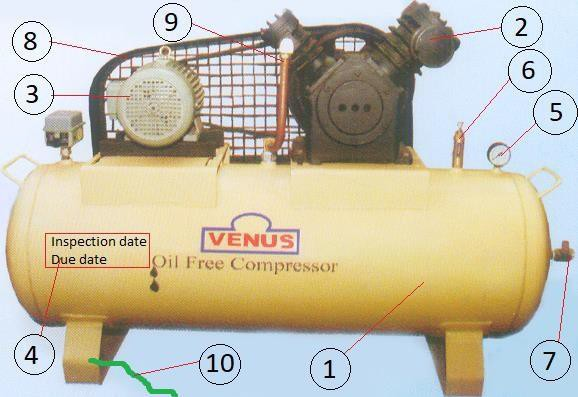 9
2
8
3
6
5
VENUS
Inspection date
Due date
Oil Free Compressor
4
10
1
7